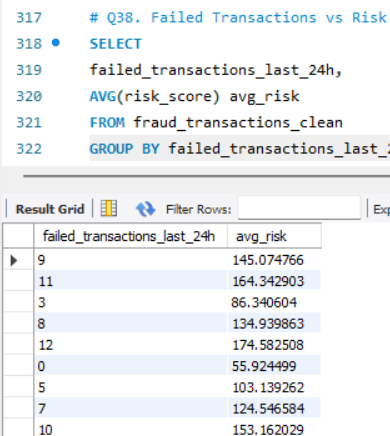 317 # Q38. Failed Transactions vs Risk
318 SELECT
319 failed_transactions_last_24h,
320 AVG(risk_score) avg_risk
321 FROM fraud_transactions_clean
322 GROUP BY failed_transactions_last_2
Result Grid Filter Rows: Exp
failed_transactions_last_24h avg_risk
9 145.074766
11 164.342903
3 86.340604
8 134.939863
12 174.582508
0 55.924499
5 103.139262
7 124.546584
10 153.162029